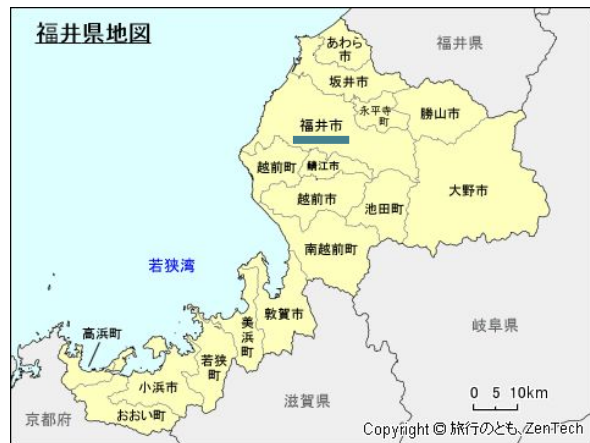 福井県地図
福井県
あわら
市
坂井市
永平寺
町
勝山市
福井市
越前町
鯖江市
大野市
越前市
池田町
南越前町
若狭湾
敦賀市
美
浜
町
岐阜県
高浜町
若狭
町
小浜市
おおい町
滋賀県
京都府
0 5 10km
Copyright © 旅行のとも, ZenTech